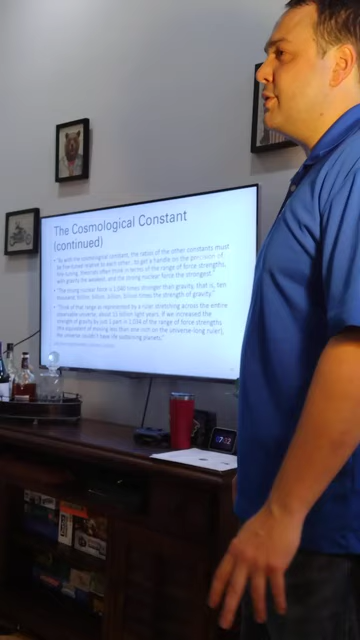 The Cosmological Constant
(continued)
"As with the cosmological constant, the ratios of the other constants must
be fine-tuned relative to each other. to get a handle on the precision of
fine tuning, theorists often think in terms of the range of force strengths,
with gravity the weakest, and the strong nuclear force the strongest."
"The strong nuclear force is 1,040 times stronger than gravity, that is, ten
thousand, billion, billion, billion, billion times the strength of gravity."
"Think of that range as represented by a ruler stretching across the entire
observable universe, about 15 billion light years. If we increased the
strength of gravity by just 1 part in 1,034 of the range of force strengths
(the equivalent of moving less than one inch on the universe-long ruler),
the universe couldn't have life sustaining planets."